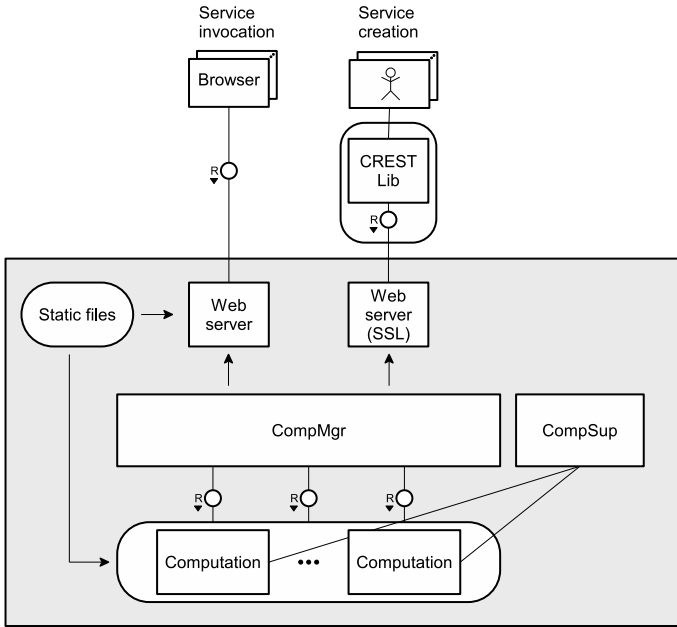 Service
invocation
Service
creation
Browser
R
CREST
Lib
R
Static files
Web
server
Web
server
(SSL)
CompMgr
CompSup
R
R
R
Computation
•••
Computation